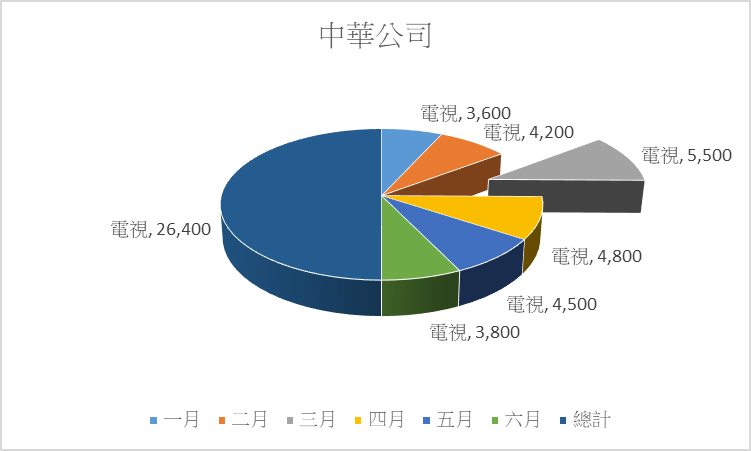 中華公司
電視, 3,600
電視, 4,200
電視, 5,500
電視, 26,400
電視, 4,800
電視, 4,500
電視, 3,800
一月 二月 三月 四月 五月 六月 總計